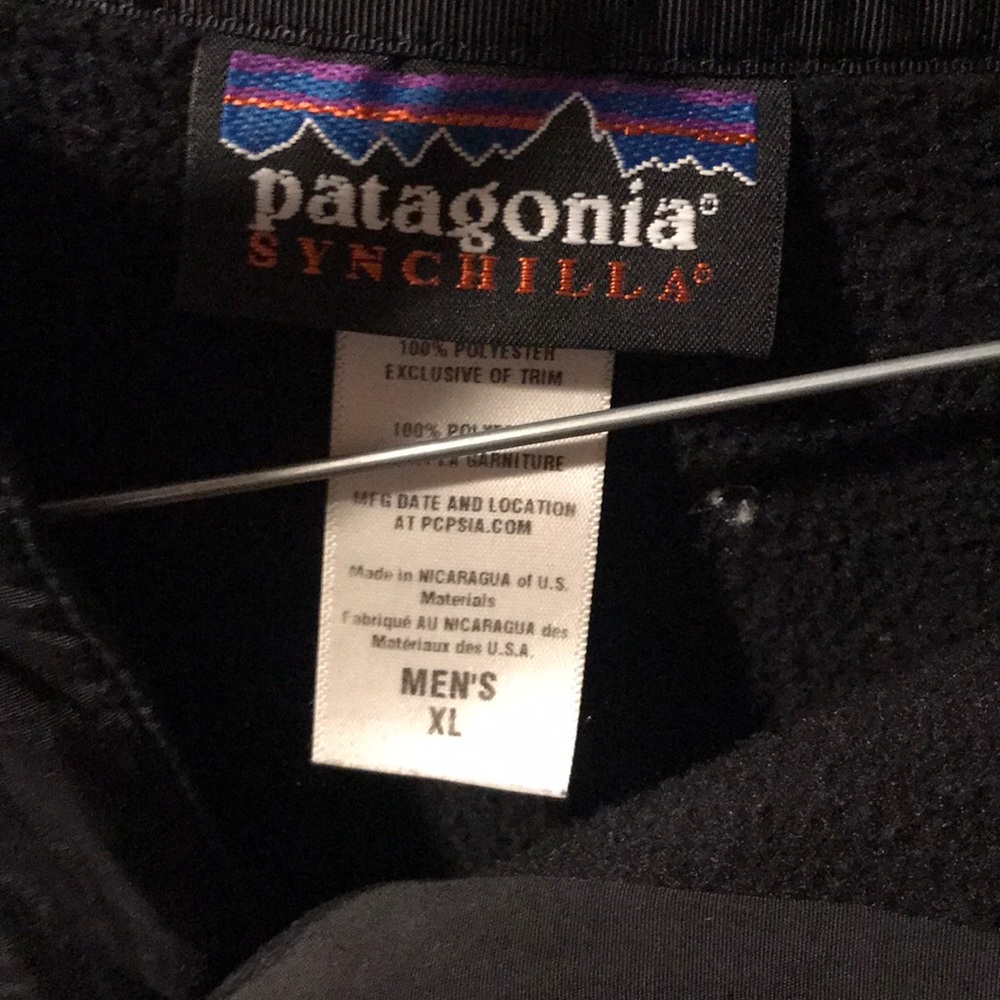 patagonia®
SYNCHILLA®
100% POLYESTER
EXCLUSIVE OF TRIM
100%
LA GARNITURE
MFG DATE AND LOCATION
AT PCPSIA.COM
Made in NICARAGUA of U.S.
Materials
Fabriqué AU NICARAGUA des
Matériaux des U.S.A.
MEN'S
XL